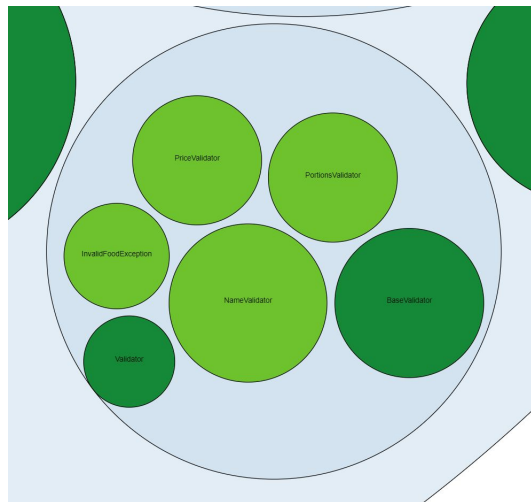 PriceValidator
PortionsValidator
InvalidFoodException
NameValidator
BaseValidator
Validator